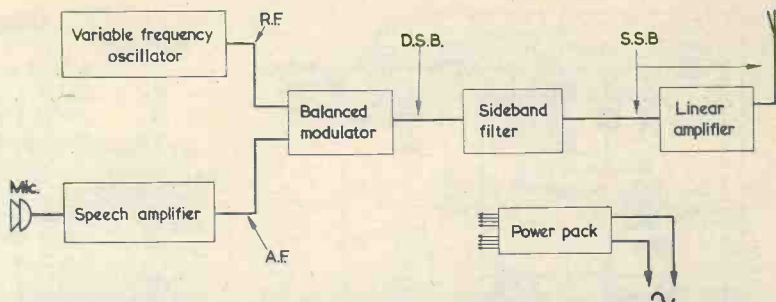 Variable frequency
oscillator
R.F.
D.S.B.
S.S.B
Balanced
modulator
Sideband
filter
Linear
amplifier
Mic.
Speech amplifier
A.F.
Power pack